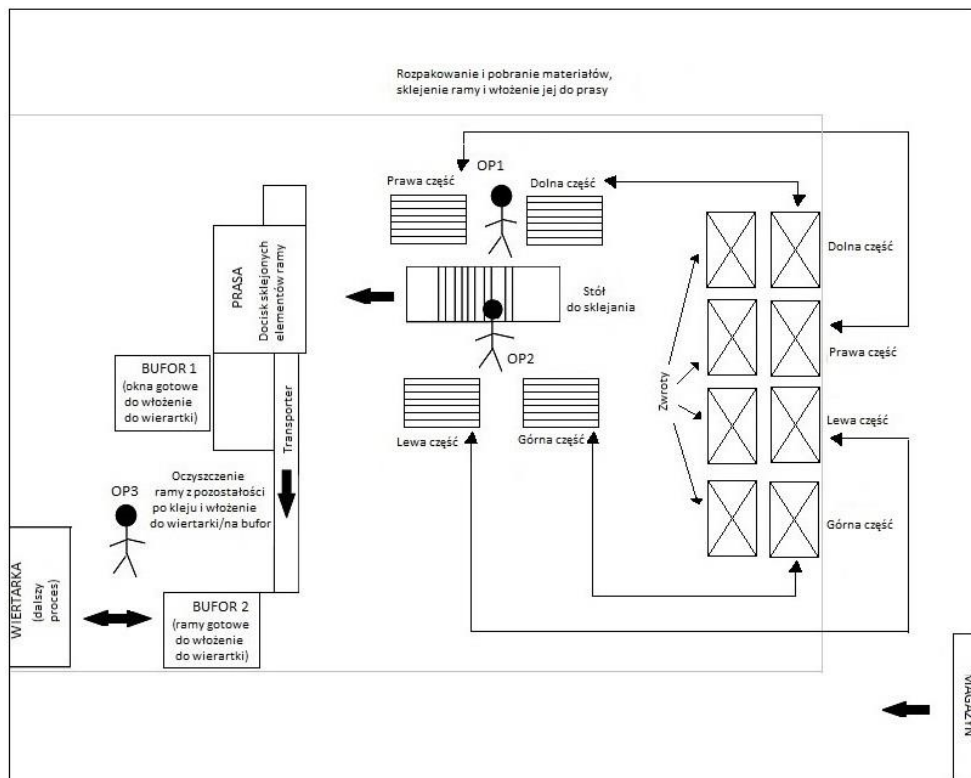 Rozpakowanie i pobranie materiałów,
sklejenie ramy i włożenie jej do prasy
OP1
Prawa część
Dolna część
Dolna część
PRASA
Docisk sklejonych
elementów ramy
Stół
do sklejania
OP2
Prawa część
BUFOR 1
(okna gotowe
do włożenie
do wierartki)
Transporter
Zwroty
Lewa część
Górna część
Lewa część
Oczyszczenie
ramy z pozostałości
po kleju i włożenie
do wiertarki/na bufor
OP3
Górna część
WIERTARKA
(dalszy
proces)
BUFOR 2
(ramy gotowe
do włożenie
do wierartki)
MAGAZYN